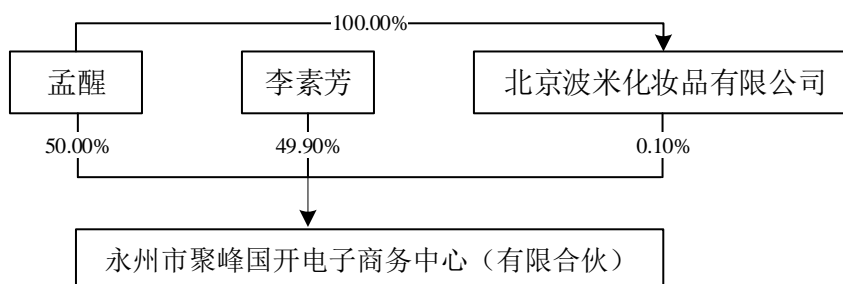 100.00%
孟醒
李素芳
北京波米化妆品有限公司
50.00%
49.90%
0.10%
永州市聚峰国开电子商务中心（有限合伙）